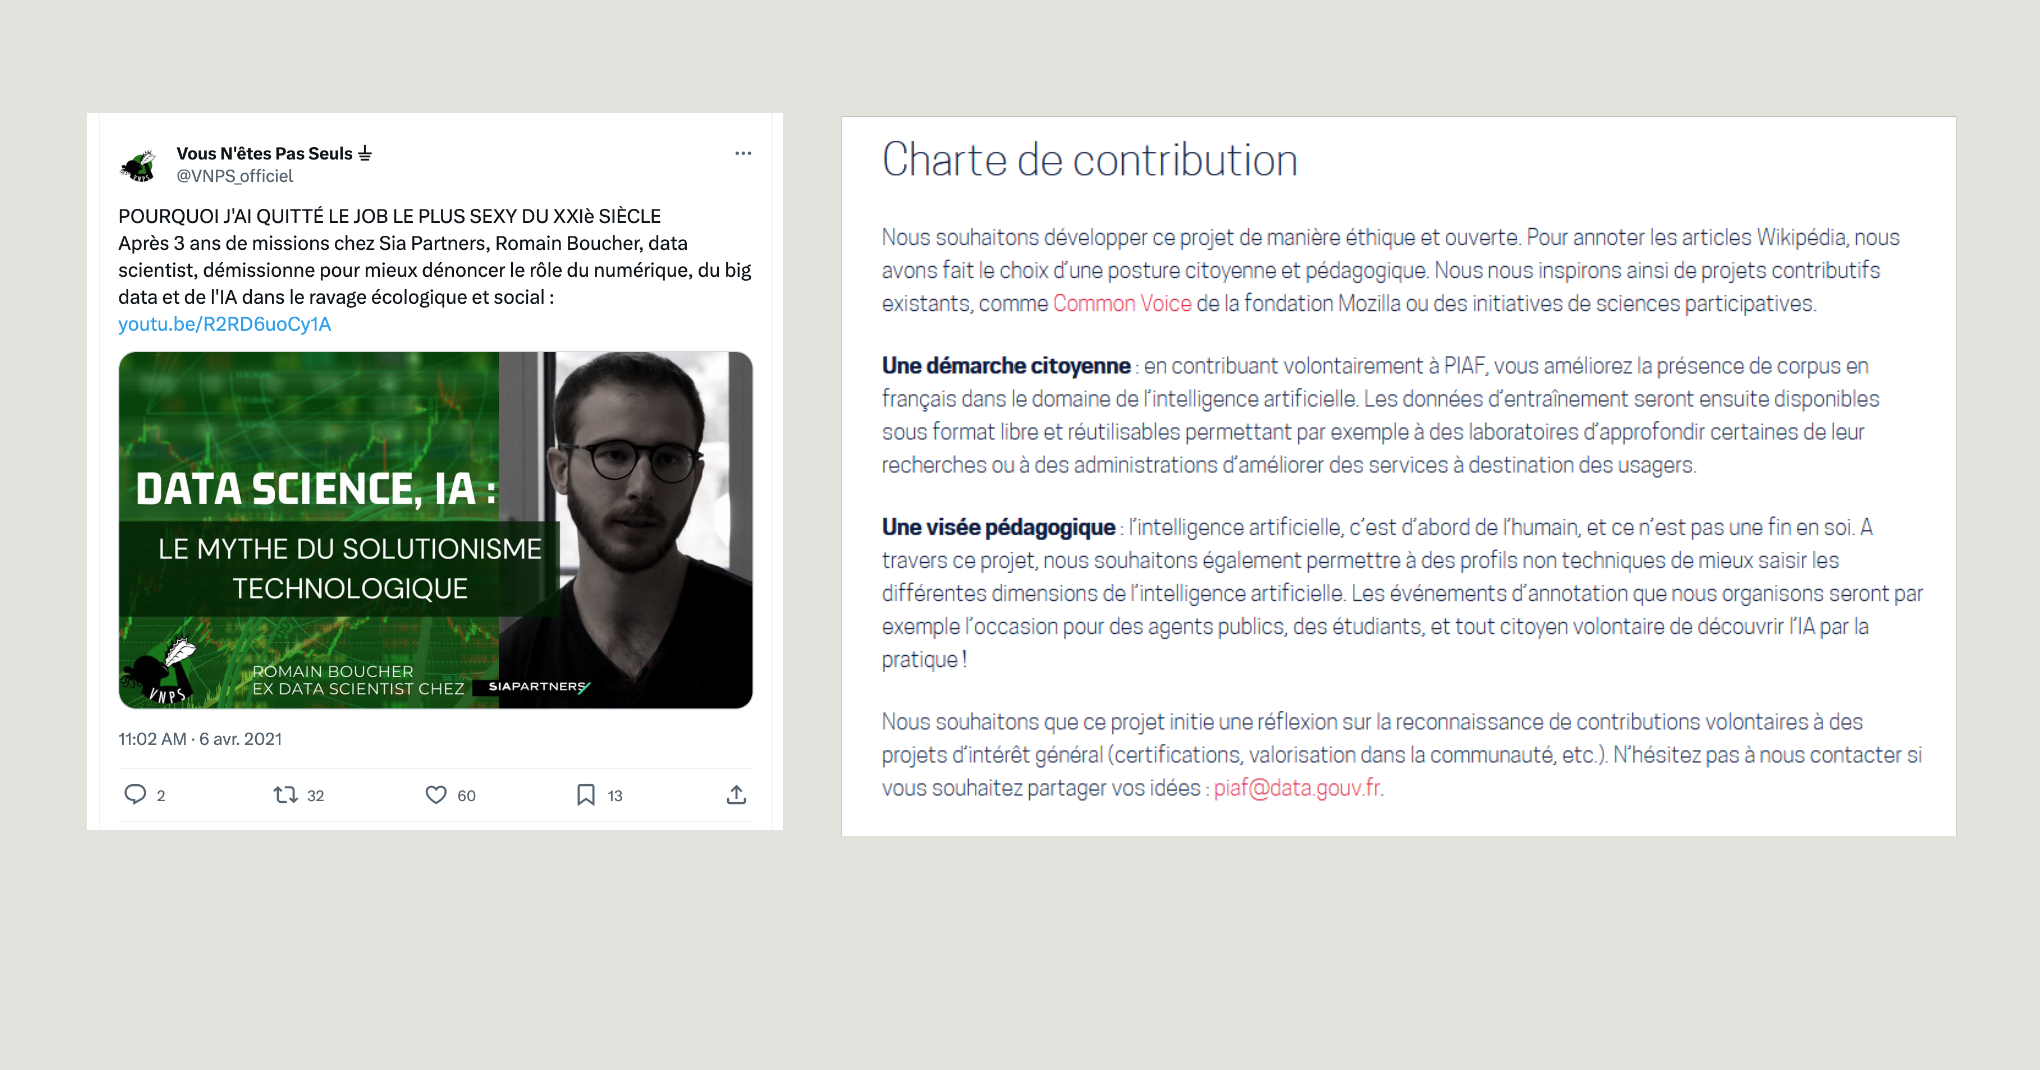 Vous N'êtes Pas Seuls ⏚
@VNPS_officiel
POURQUOI J'AI QUITTÉ LE JOB LE PLUS SEXY DU XXIè SIÈCLE
Après 3 ans de missions chez Sia Partners, Romain Boucher, data
scientist, démissionne pour mieux dénoncer le rôle du numérique, du big
data et de l'IA dans le ravage écologique et social :
youtu.be/R2RD6uoCy1A
DATA SCIENCE, IA :
LE MYTHE DU SOLUTIONISME
TECHNOLOGIQUE
VNPS
ROMAIN BOUCHER
EX DATA SCIENTIST CHEZ SIAPARTNERS
11:02 AM · 6 avr. 2021
2 32 60 13
Charte de contribution
Nous souhaitons développer ce projet de manière éthique et ouverte. Pour annoter les articles Wikipédia, nous
avons fait le choix d’une posture citoyenne et pédagogique. Nous nous inspirons ainsi de projets contributifs
existants, comme Common Voice de la fondation Mozilla ou des initiatives de sciences participatives.
Une démarche citoyenne : en contribuant volontairement à PIAF, vous améliorez la présence de corpus en
français dans le domaine de l’intelligence artificielle. Les données d’entraînement seront ensuite disponibles
sous format libre et réutilisables permettant par exemple à des laboratoires d’approfondir certaines de leur
recherches ou à des administrations d’améliorer des services à destination des usagers.
Une visée pédagogique : l’intelligence artificielle, c’est d’abord de l’humain, et ce n’est pas une fin en soi. A
travers ce projet, nous souhaitons également permettre à des profils non techniques de mieux saisir les
différentes dimensions de l’intelligence artificielle. Les événements d’annotation que nous organisons seront par
exemple l’occasion pour des agents publics, des étudiants, et tout citoyen volontaire de découvrir l’IA par la
pratique !
Nous souhaitons que ce projet initie une réflexion sur la reconnaissance de contributions volontaires à des
projets d’intérêt général (certifications, valorisation dans la communauté, etc.). N’hésitez pas à nous contacter si
vous souhaitez partager vos idées : piaf@data.gouv.fr.